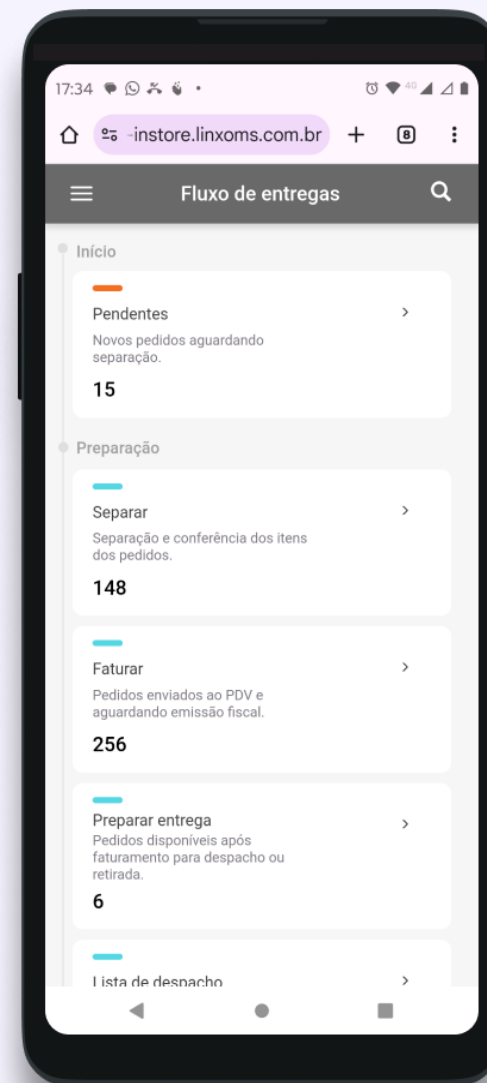 17:34
4G
-instore.linxoms.com.br
8
Fluxo de entregas
Início
Pendentes
Novos pedidos aguardando
separação.
15
Preparação
Separar
Separação e conferência dos itens
dos pedidos.
148
Faturar
Pedidos enviados ao PDV e
aguardando emissão fiscal.
256
Preparar entrega
Pedidos disponíveis após
faturamento para despacho ou
retirada.
6
Lista de despacho